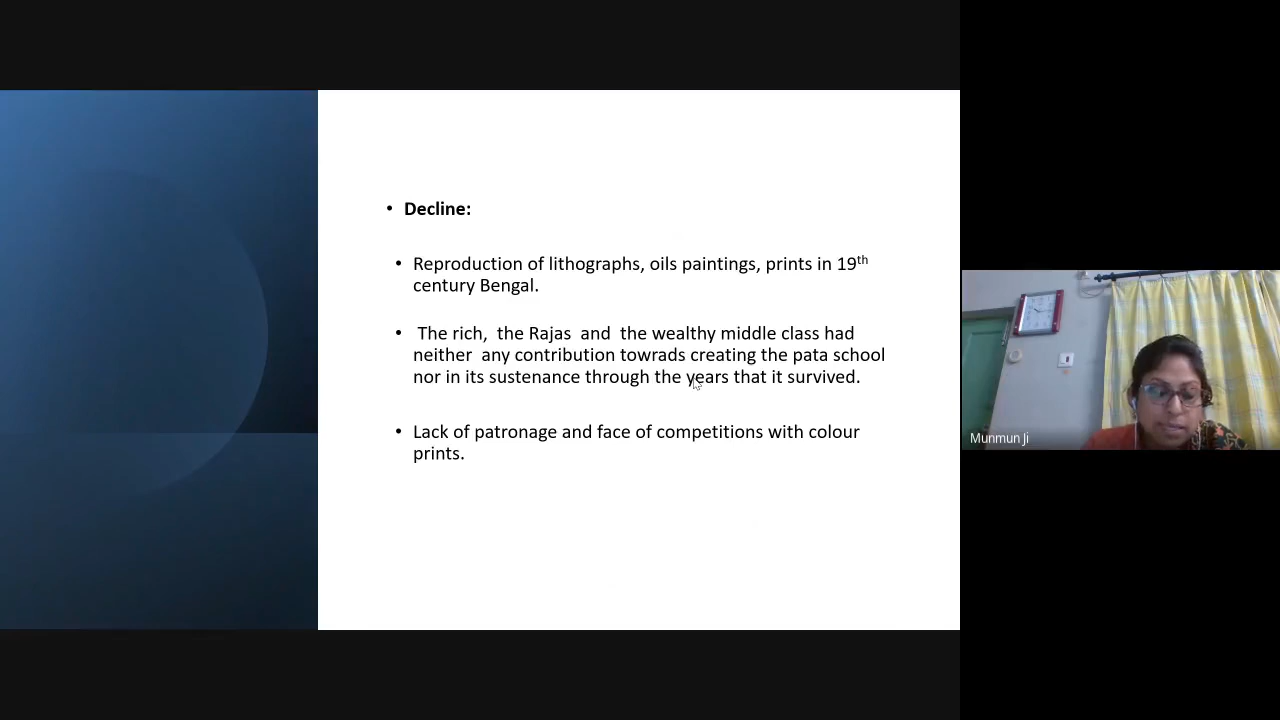 • Decline:
• Reproduction of lithographs, oils paintings, prints in 19th
century Bengal.
• The rich, the Rajas and the wealthy middle class had
neither any contribution towrads creating the pata school
nor in its sustenance through the years that it survived.
• Lack of patronage and face of competitions with colour
prints.
Munmun Ji